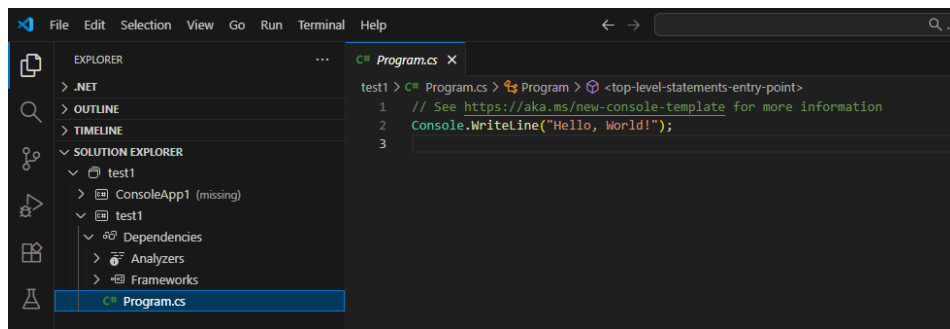 File Edit Selection View Go Run Terminal Help
EXPLORER
C# Program.cs
.NET
OUTLINE
TIMELINE
SOLUTION EXPLORER
test1
ConsoleApp1 (missing)
test1
Dependencies
Analyzers
Frameworks
C# Program.cs
test1 > C# Program.cs > Program > <top-level-statements-entry-point>
1 // See https://aka.ms/new-console-template for more information
2 Console.WriteLine("Hello, World!");
3